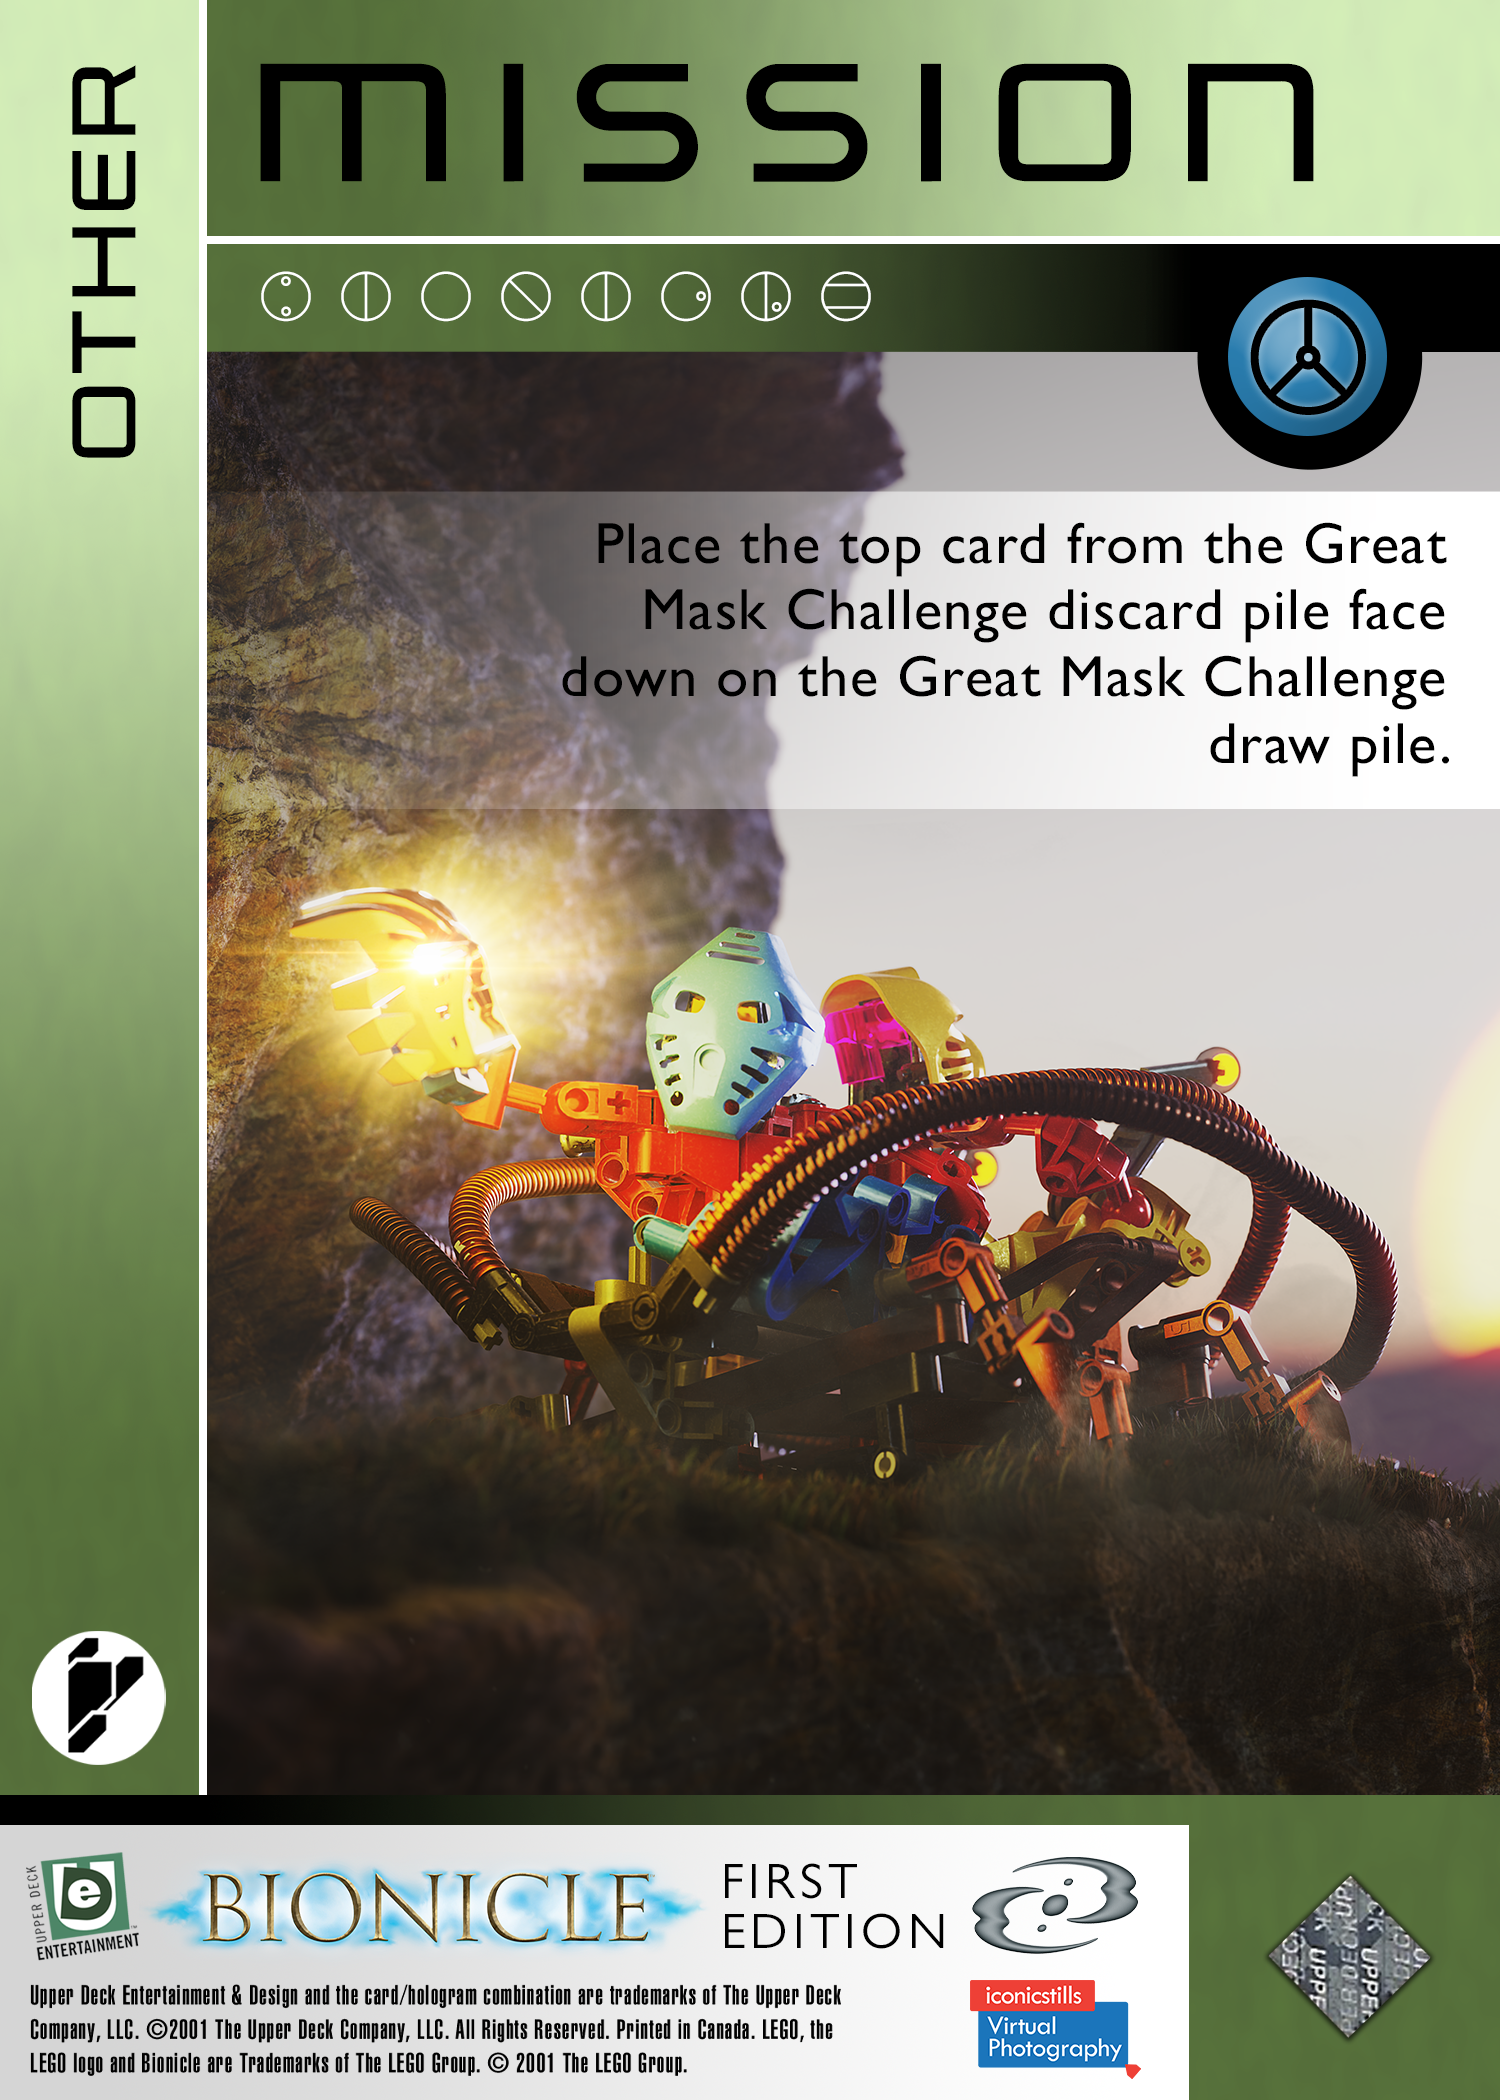 OTHER
MISSION
Place the top card from the Great
Mask Challenge discard pile face
down on the Great Mask Challenge
draw pile.
UPPER DECK
e
ENTERTAINMENT
BIONICLE
FIRST
EDITION
Upper Deck Entertainment & Design and the card/hologram combination are trademarks of The Upper Deck
Company, LLC. ©2001 The Upper Deck Company, LLC. All Rights Reserved. Printed in Canada. LEGO, the
LEGO logo and Bionicle are Trademarks of The LEGO Group. © 2001 The LEGO Group.
iconicstills
Virtual
Photography